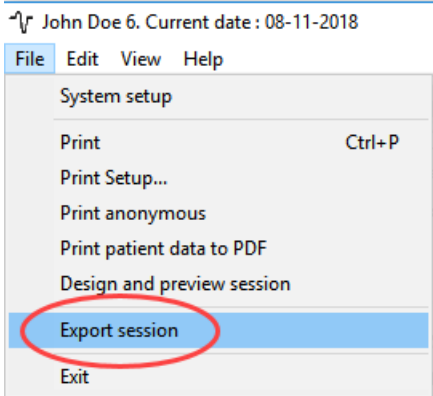 John Doe 6. Current date : 08-11-2018
File Edit View Help
System setup
Print Ctrl+P
Print Setup...
Print anonymous
Print patient data to PDF
Design and preview session
Export session
Exit